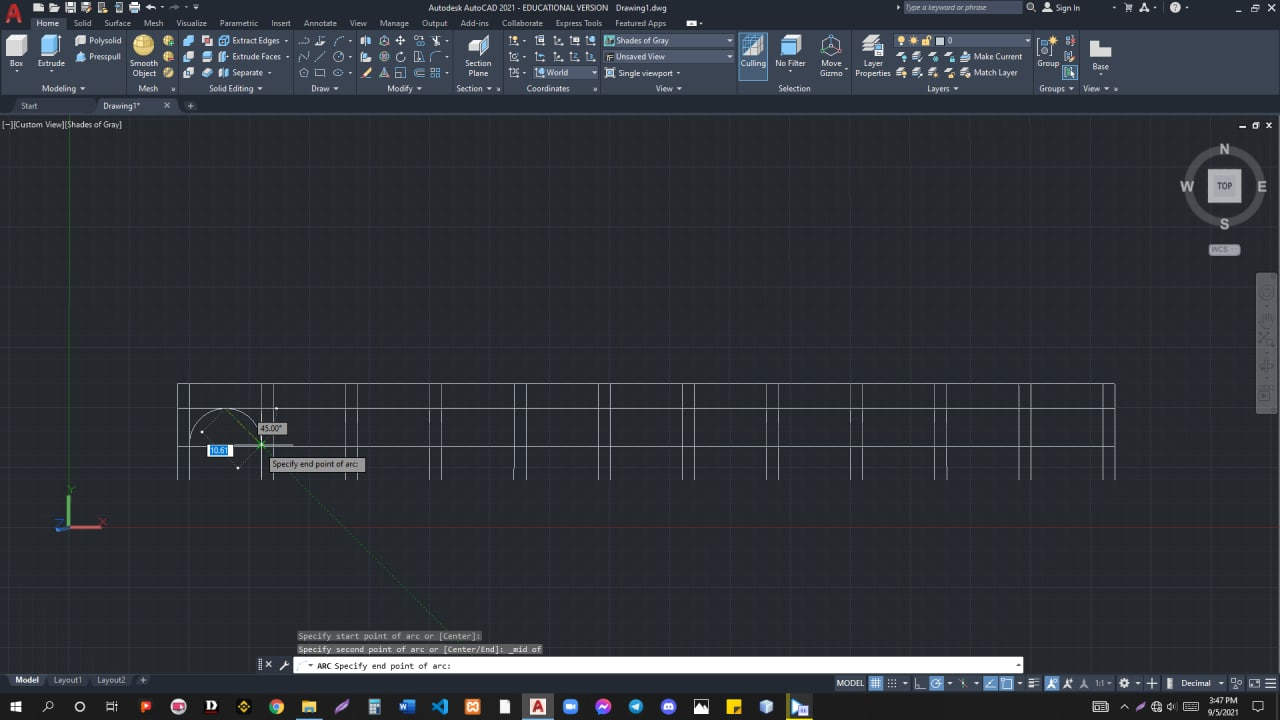 Autodesk AutoCAD 2021 - EDUCATIONAL VERSION Drawing1.dwg
Type a keyword or phrase
Sign In
Home Solid Surface Mesh Visualize Parametric Insert Annotate View Manage Output Add-ins Collaborate Express Tools Featured Apps
Box
Extrude
Polysolid
Presspull
Smooth
Object
Extract Edges
Extrude Faces
Separate
Section
Plane
World
Shades of Gray
Unsaved View
Single viewport
Culling
No Filter
Move
Gizmo
Layer
Properties
0
Make Current
Match Layer
Group
Base
Modeling Mesh Solid Editing Draw Modify Section Coordinates View Selection Layers Groups View
Start Drawing1*
[−][Custom View][Shades of Gray]
N
W TOP E
S
WCS
45.00°
10.61
Specify end point of arc:
Y
Z X
Specify start point of arc or [Center]:
Specify second point of arc or [Center/End]: _mid of
ARC Specify end point of arc:
Model Layout1 Layout2
MODEL
1:1
Decimal
3:47 PM
9/5/2021